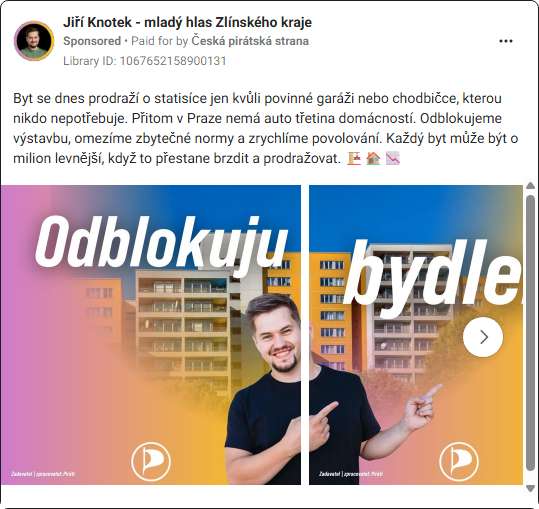 Jiří Knotek - mladý hlas Zlínského kraje
Sponsored • Paid for by Česká pirátská strana
Library ID: 1067652158900131
Byt se dnes prodraží o statisíce jen kvůli povinné garáži nebo chodbičce, kterou
nikdo nepotřebuje. Přitom v Praze nemá auto třetina domácností. Odblokujeme
výstavbu, omezíme zbytečné normy a zrychlíme povolování. Každý byt může být o
milion levnější, když to přestane brzdit a prodražovat.
Odblokuju
bydle
Zadavatel | zpracovatel: Piráti
Zadavatel | zpracovatel: Piráti